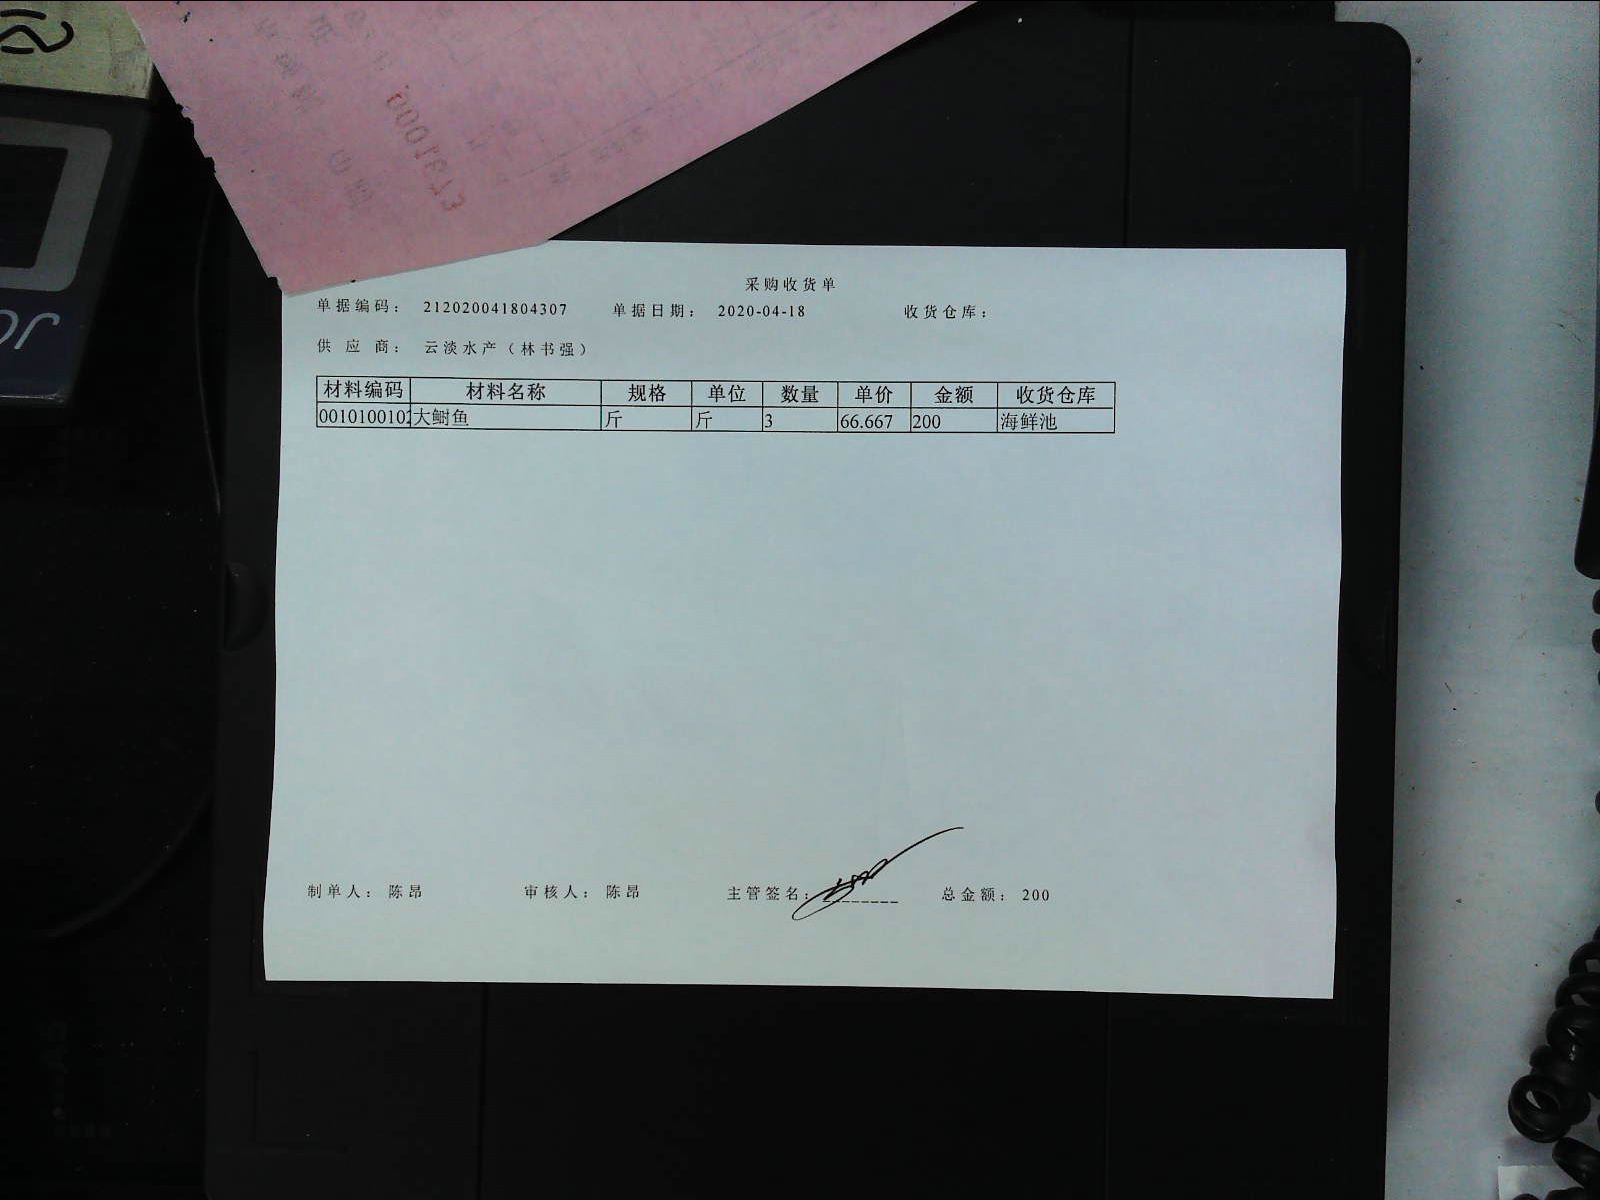 0001843
采购收货单
单据编码: 212020041804307 单据日期: 2020-04-18 收货仓库:
供 应 商: 云淡水产(林书强)
材料编码 材料名称 规格 单位 数量 单价 金额 收货仓库
0010100102 大鲥鱼 斤 斤 3 66.667 200 海鲜池
制单人: 陈昂 审核人: 陈昂 主管签名: 总金额: 200